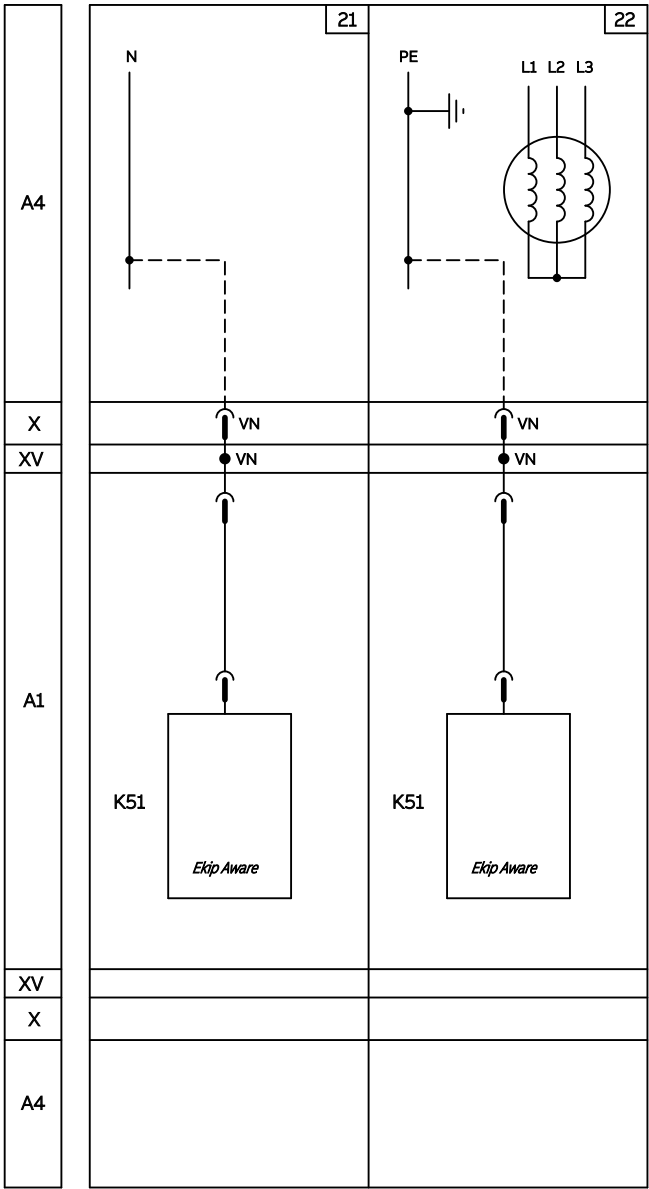 21
22
N
PE
L1 L2 L3
A4
X
VN
VN
XV
VN
VN
A1
K51
K51
Ekip Aware
Ekip Aware
XV
X
A4